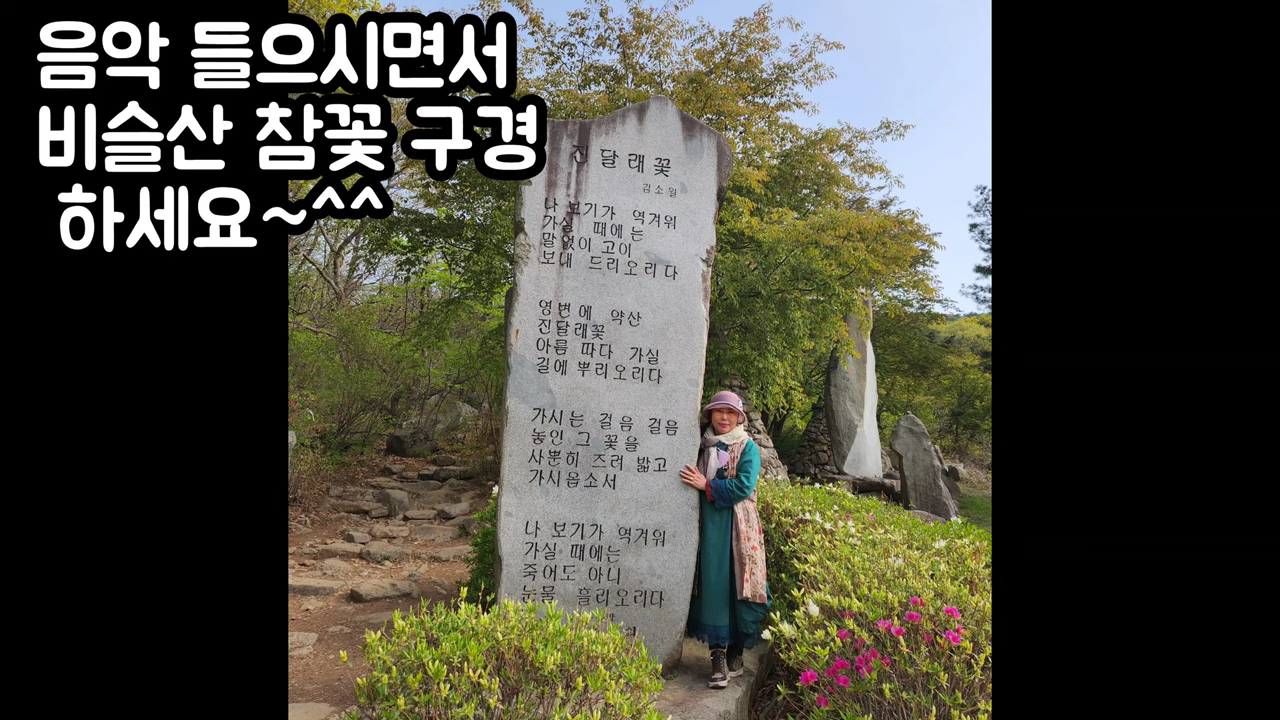 음악 들으시면서
비슬산 참꽃 구경
하세요~^^
진달래꽃
김소월
나 보기가 역겨워
가실 때에는
말없이 고이
보내 드리오리다
영변에 약산
진달래꽃
아름 따다 가실
길에 뿌리오리다
가시는 걸음 걸음
놓인 그 꽃을
사뿐히 즈려 밟고
가시옵소서
나 보기가 역겨워
가실 때에는
죽어도 아니
눈물 흘리오리다